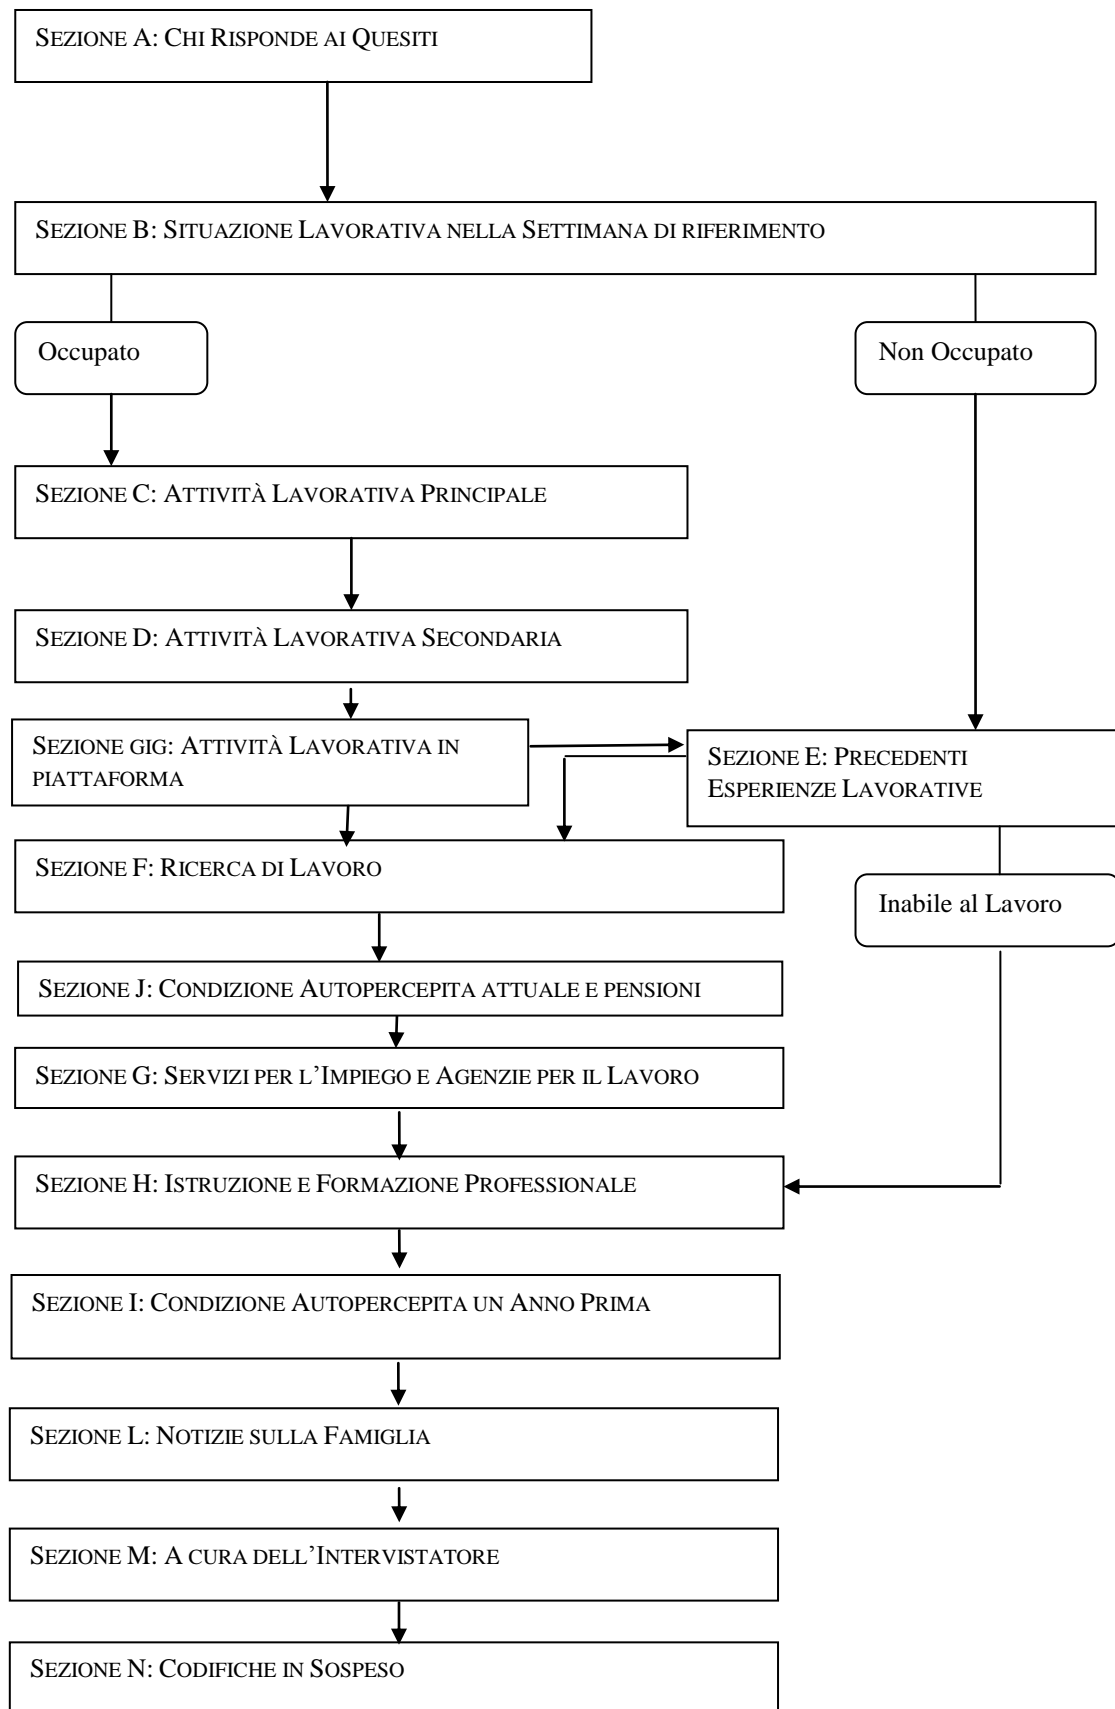 SEZIONE A: CHI RISPONDE AI QUESITI
SEZIONE B: SITUAZIONE LAVORATIVA NELLA SETTIMANA DI RIFERIMENTO
Occupato
Non Occupato
SEZIONE C: ATTIVITÀ LAVORATIVA PRINCIPALE
SEZIONE D: ATTIVITÀ LAVORATIVA SECONDARIA
SEZIONE GIG: ATTIVITÀ LAVORATIVA IN
PIATTAFORMA
SEZIONE E: PRECEDENTI
ESPERIENZE LAVORATIVE
SEZIONE F: RICERCA DI LAVORO
Inabile al Lavoro
SEZIONE J: CONDIZIONE AUTOPERCEPITA ATTUALE E PENSIONI
SEZIONE G: SERVIZI PER L’IMPIEGO E AGENZIE PER IL LAVORO
SEZIONE H: ISTRUZIONE E FORMAZIONE PROFESSIONALE
SEZIONE I: CONDIZIONE AUTOPERCEPITA UN ANNO PRIMA
SEZIONE L: NOTIZIE SULLA FAMIGLIA
SEZIONE M: A CURA DELL’INTERVISTATORE
SEZIONE N: CODIFICHE IN SOSPESO